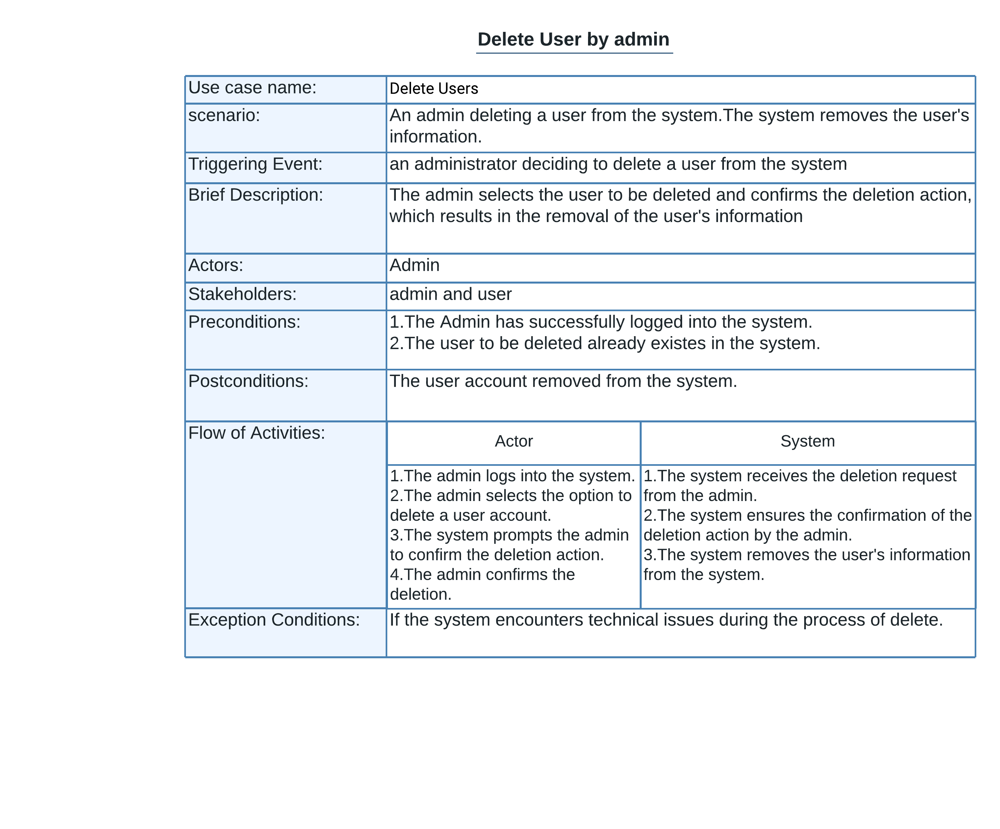 Delete User by admin
Use case name:
Delete Users
scenario:
An admin deleting a user from the system.The system removes the user's
information.
Triggering Event:
an administrator deciding to delete a user from the system
Brief Description:
The admin selects the user to be deleted and confirms the deletion action,
which results in the removal of the user's information
Actors:
Admin
Stakeholders:
admin and user
Preconditions:
1.The Admin has successfully logged into the system.
2.The user to be deleted already existes in the system.
Postconditions:
The user account removed from the system.
Flow of Activities:
Actor
System
1.The admin logs into the system.
2.The admin selects the option to
delete a user account.
3.The system prompts the admin
to confirm the deletion action.
4.The admin confirms the
deletion.
1.The system receives the deletion request
from the admin.
2.The system ensures the confirmation of the
deletion action by the admin.
3.The system removes the user's information
from the system.
Exception Conditions:
If the system encounters technical issues during the process of delete.